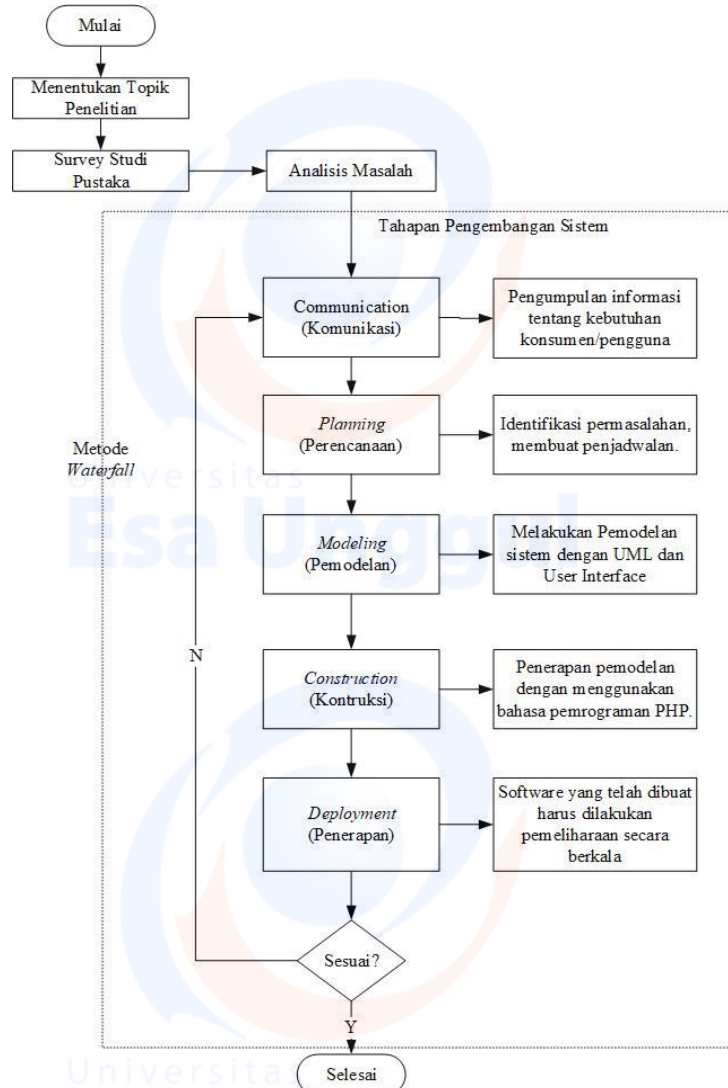 Mulai
Menentukan Topik
Penelitian
Survey Studi
Pustaka
Analisis Masalah
Tahapan Pengembangan Sistem
Communication
(Komunikasi)
Pengumpulan informasi
tentang kebutuhan
konsumen/pengguna
Planning
(Perencanaan)
Identifikasi permasalahan,
membuat penjadwalan.
Metode
Waterfall
Universitas
Esa Unggul
Modeling
(Pemodelan)
Melakukan Pemodelan
sistem dengan UML dan
User Interface
N
Construction
(Kontruksi)
Penerapan pemodelan
dengan menggunakan
bahasa pemrograman PHP.
Deployment
(Penerapan)
Software yang telah dibuat
harus dilakukan
pemeliharaan secara
berkala
Sesuai?
Y
Universitas
Selesai